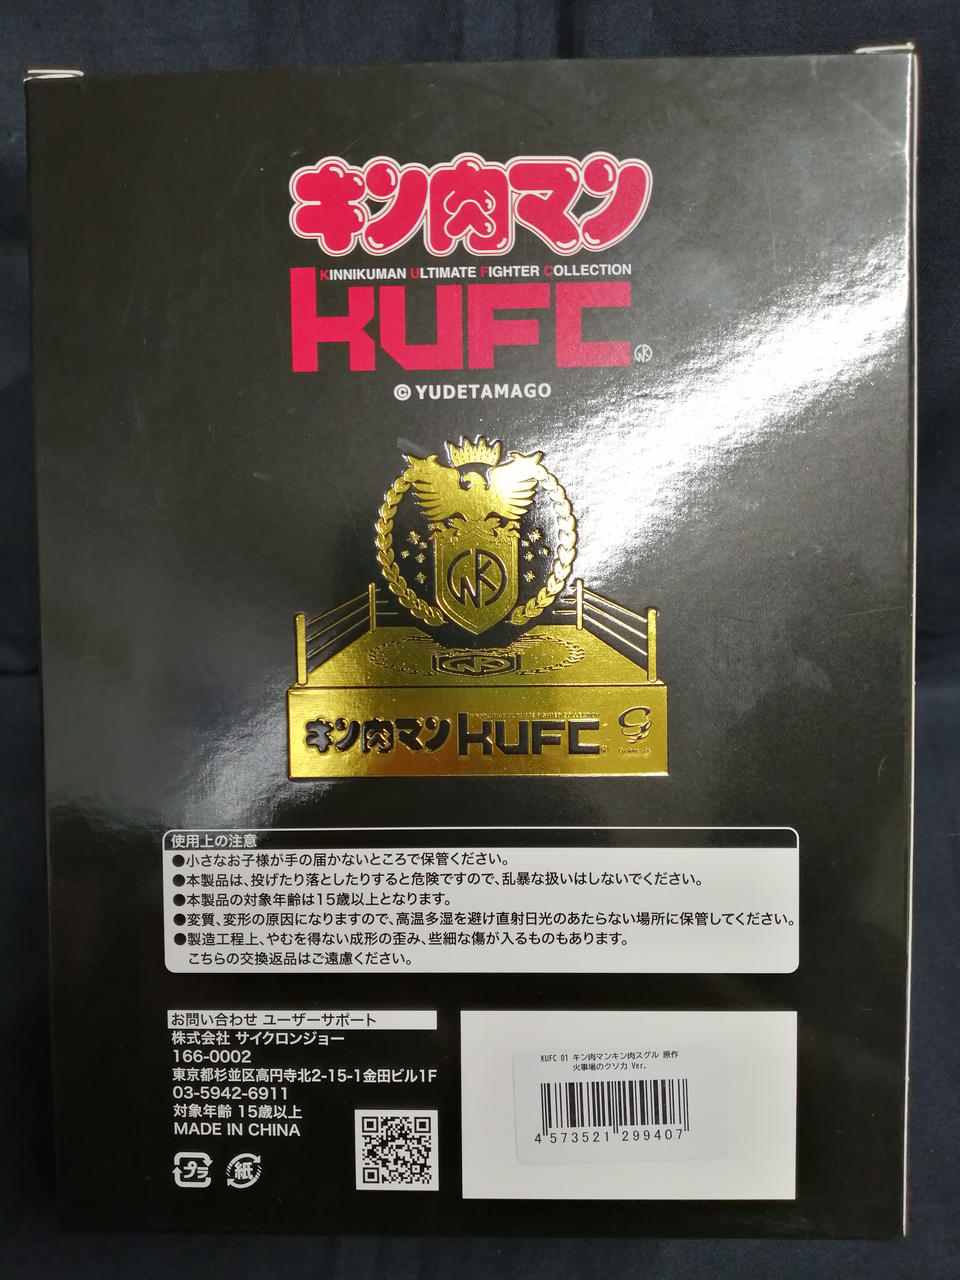 キン肉マン
KINNIKUMAN ULTIMATE FIGHTER COLLECTION
KUFC
© YUDETAMAGO
キン肉マン KUFC
使用上の注意
●小さなお子様が手の届かないところで保管ください。
●本製品は、投げたり落としたりすると危険ですので、乱暴な扱いはしないでください。
●本製品の対象年齢は15歳以上となります。
●変質、変形の原因になりますので、高温多湿を避け直射日光のあたらない場所に保管してください。
●製造工程上、やむを得ない成形の歪み、些細な傷が入るものもあります。
こちらの交換返品はご遠慮ください。
お問い合わせ ユーザーサポート
株式会社 サイクロンジョー
166-0002
東京都杉並区高円寺北2-15-1金田ビル1F
03-5942-6911
対象年齢 15歳以上
MADE IN CHINA
プラ
紙
KUFC 01 キン肉マンキン肉スグル 原作
火事場のクソ力 Ver.
4 573521 299407